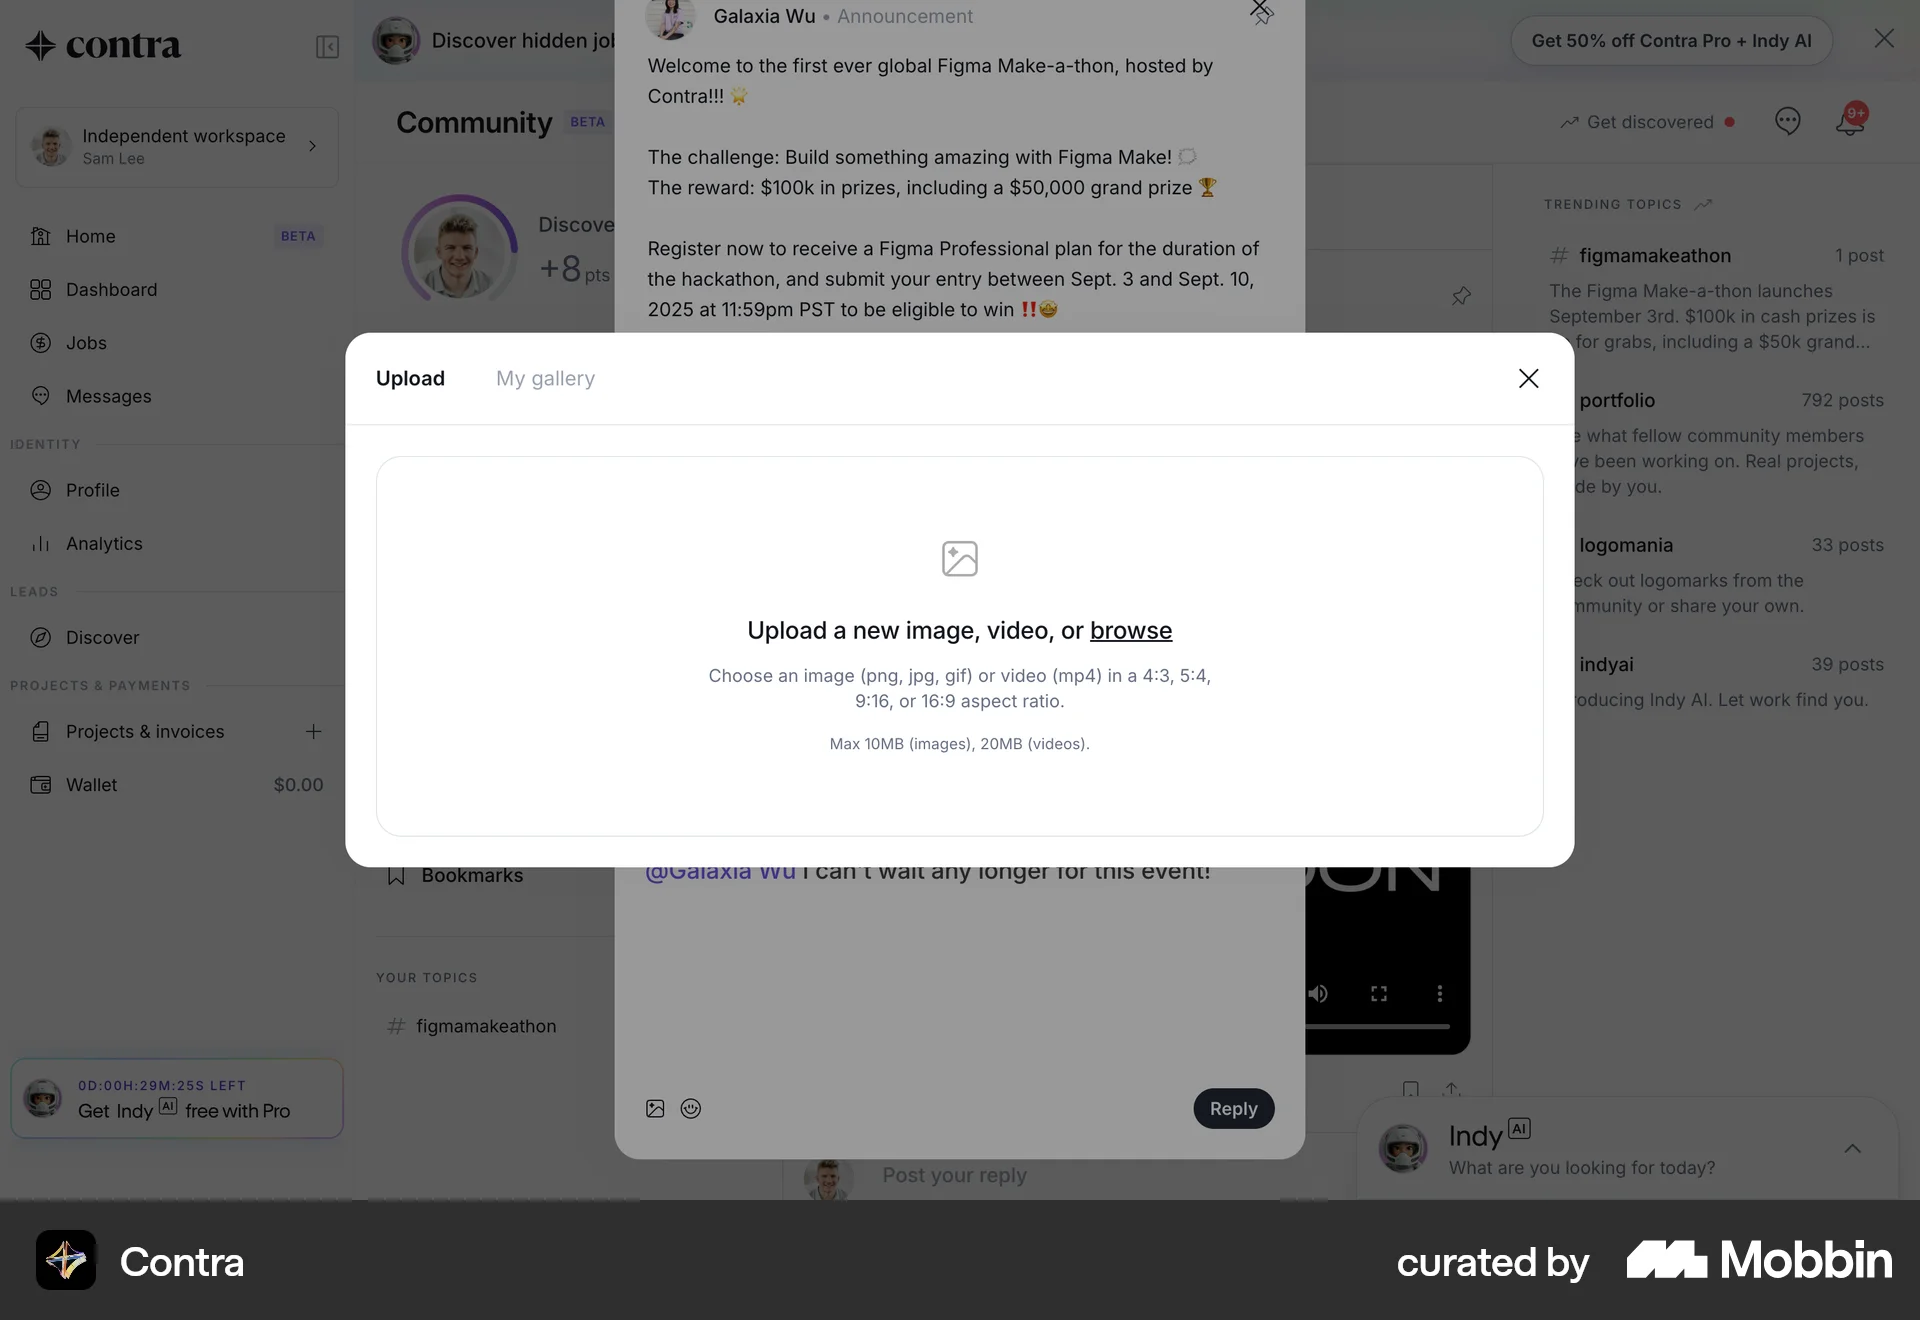 contra
Discover hidden jo
Get 50% off Contra Pro + Indy AI
Independent workspace
Sam Lee
Home
BETA
Dashboard
Jobs
Messages
IDENTITY
Profile
Analytics
LEADS
Discover
PROJECTS & PAYMENTS
Projects & invoices
Wallet
$0.00
0D:00H:29M:25S LEFT
Get Indy AI free with Pro
Community BETA
Discove
+8 pts
Bookmarks
YOUR TOPICS
# figmamakeathon
Galaxia Wu • Announcement
Welcome to the first ever global Figma Make-a-thon, hosted by
Contra!!! 🌟
The challenge: Build something amazing with Figma Make! 💭
The reward: $100k in prizes, including a $50,000 grand prize 🏆
Register now to receive a Figma Professional plan for the duration of
the hackathon, and submit your entry between Sept. 3 and Sept. 10,
2025 at 11:59pm PST to be eligible to win ‼️🤩
Upload
My gallery
Upload a new image, video, or browse
Choose an image (png, jpg, gif) or video (mp4) in a 4:3, 5:4,
9:16, or 16:9 aspect ratio.
Max 10MB (images), 20MB (videos).
@Galaxia Wu I can't wait any longer for this event!
Reply
Post your reply
Get discovered
9+
TRENDING TOPICS
# figmamakeathon
1 post
The Figma Make-a-thon launches
September 3rd. $100k in cash prizes is
for grabs, including a $50k grand...
portfolio
792 posts
what fellow community members
ve been working on. Real projects,
de by you.
logomania
33 posts
eck out logomarks from the
mmunity or share your own.
indyai
39 posts
roducing Indy AI. Let work find you.
Indy AI
What are you looking for today?
Contra
curated by
Mobbin